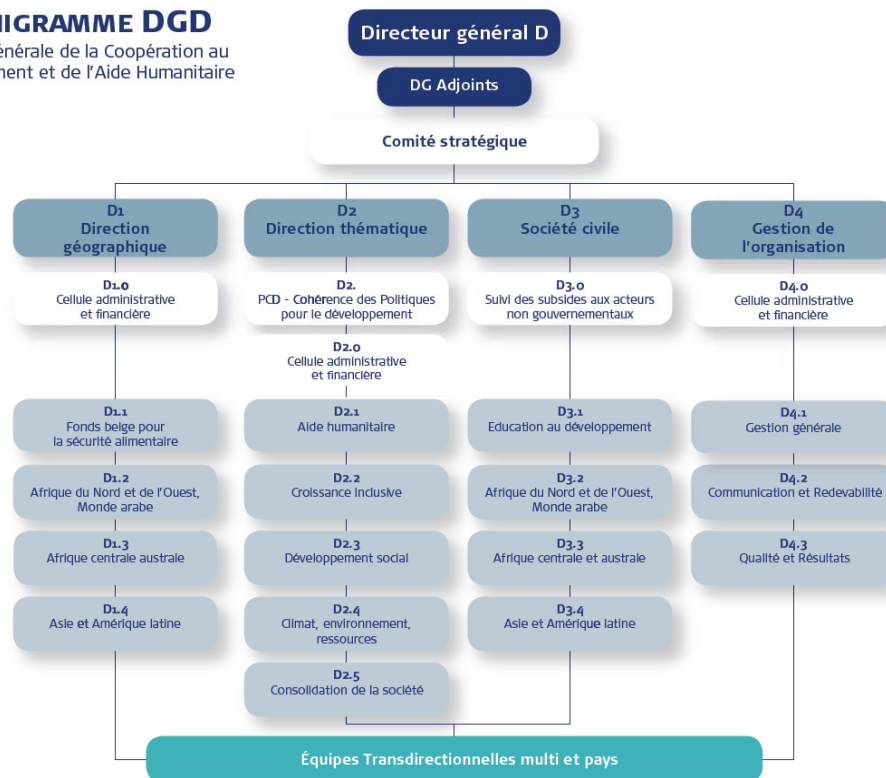 NIGRAMME DGD
énérale de la Coopération au
ment et de l'Aide Humanitaire
Directeur général D
DG Adjoints
Comité stratégique
D1
Direction
géographique
D2
Direction thématique
D3
Société civile
D4
Gestion de
l'organisation
D1.0
Cellule administrative
et financière
D2.
PCD - Cohérence des Politiques
pour le développement
D3.0
Suivi des subsides aux acteurs
non gouvernementaux
D4.0
Cellule administrative
et financière
D2.0
Cellule administrative
et financière
D1.1
Fonds belge pour
la sécurité alimentaire
D2.1
Aide humanitaire
D3.1
Education au développement
D4.1
Gestion générale
D1.2
Afrique du Nord et de l'Ouest,
Monde arabe
D2.2
Croissance inclusive
D3.2
Afrique du Nord et de l'Ouest,
Monde arabe
D4.2
Communication et Redevabilité
D1.3
Afrique centrale australe
D2.3
Développement social
D3.3
Afrique centrale et australe
D4.3
Qualité et Résultats
D1.4
Asie et Amérique latine
D2.4
Climat, environnement,
ressources
D3.4
Asie et Amérique latine
D2.5
Consolidation de la société
Équipes Transdirectionnelles multi et pays